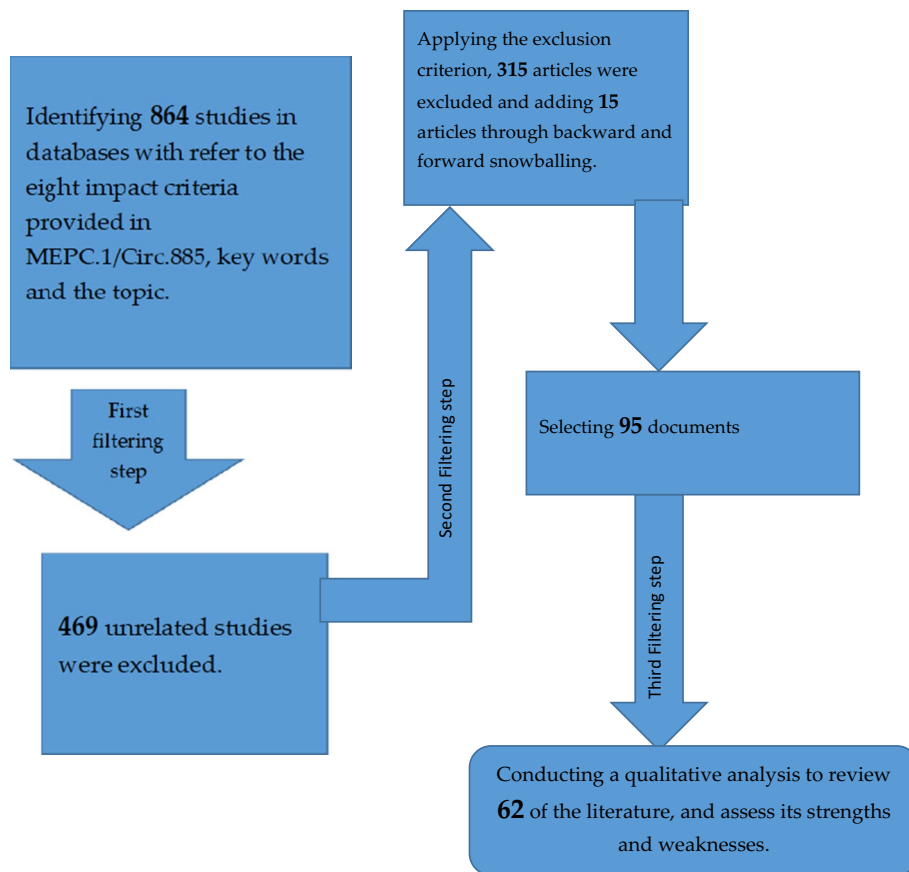 Identifying 864 studies in
databases with refer to the
eight impact criteria
provided in
MEPC.1/Circ.885, key words
and the topic.
First
filtering
step
469 unrelated studies
were excluded.
Second Filtering step
Applying the exclusion
criterion, 315 articles were
excluded and adding 15
articles through backward and
forward snowballing.
Selecting 95 documents
Third Filtering step
Conducting a qualitative analysis to review
62 of the literature, and assess its strengths
and weaknesses.